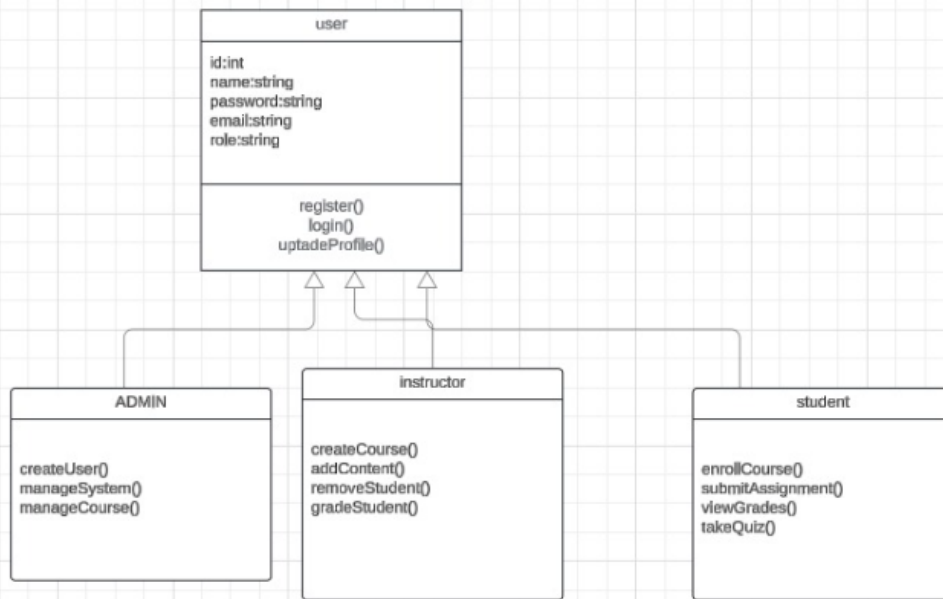 user
id:int
name:string
password:string
email:string
role:string
register()
login()
uptadeProfile()
ADMIN
createUser()
manageSystem()
manageCourse()
instructor
createCourse()
addContent()
removeStudent()
gradeStudent()
student
enrollCourse()
submitAssignment()
viewGrades()
takeQuiz()